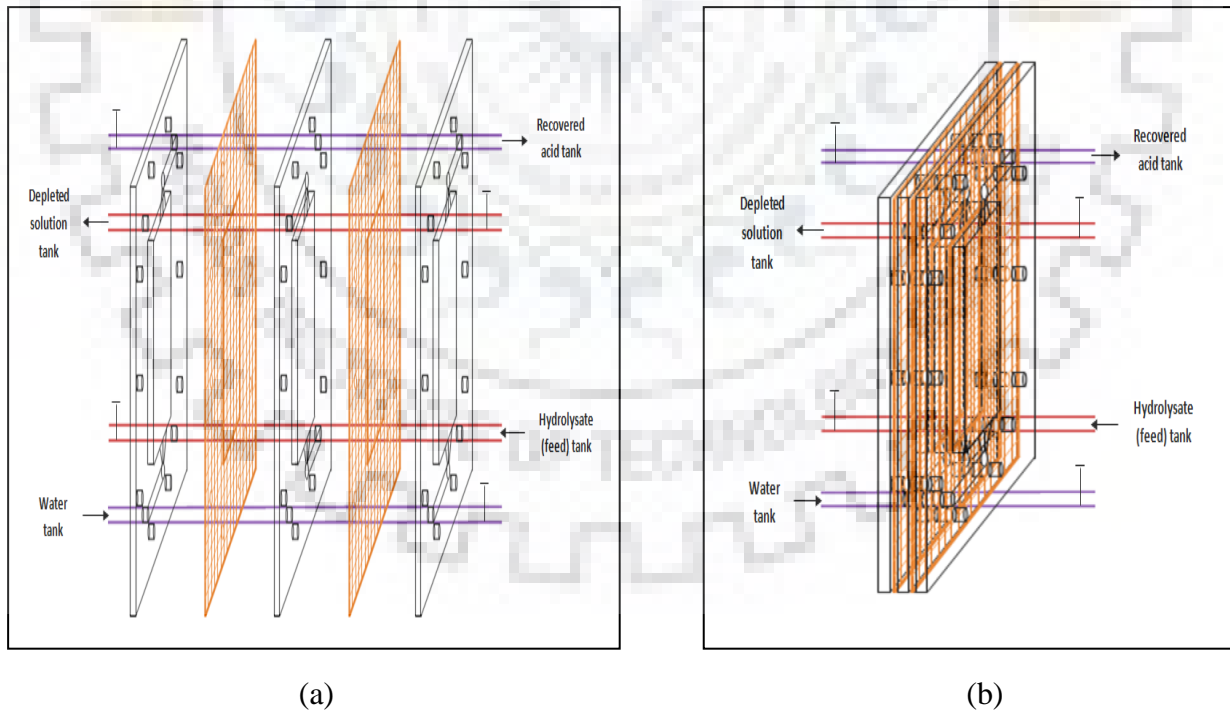 Recovered
acid tank
Depleted
solution
tank
Hydrolysate
(feed) tank
Water
tank
(a)
Recovered
acid tank
Depleted
solution
tank
Hydrolysate
(feed) tank
Water
tank
(b)